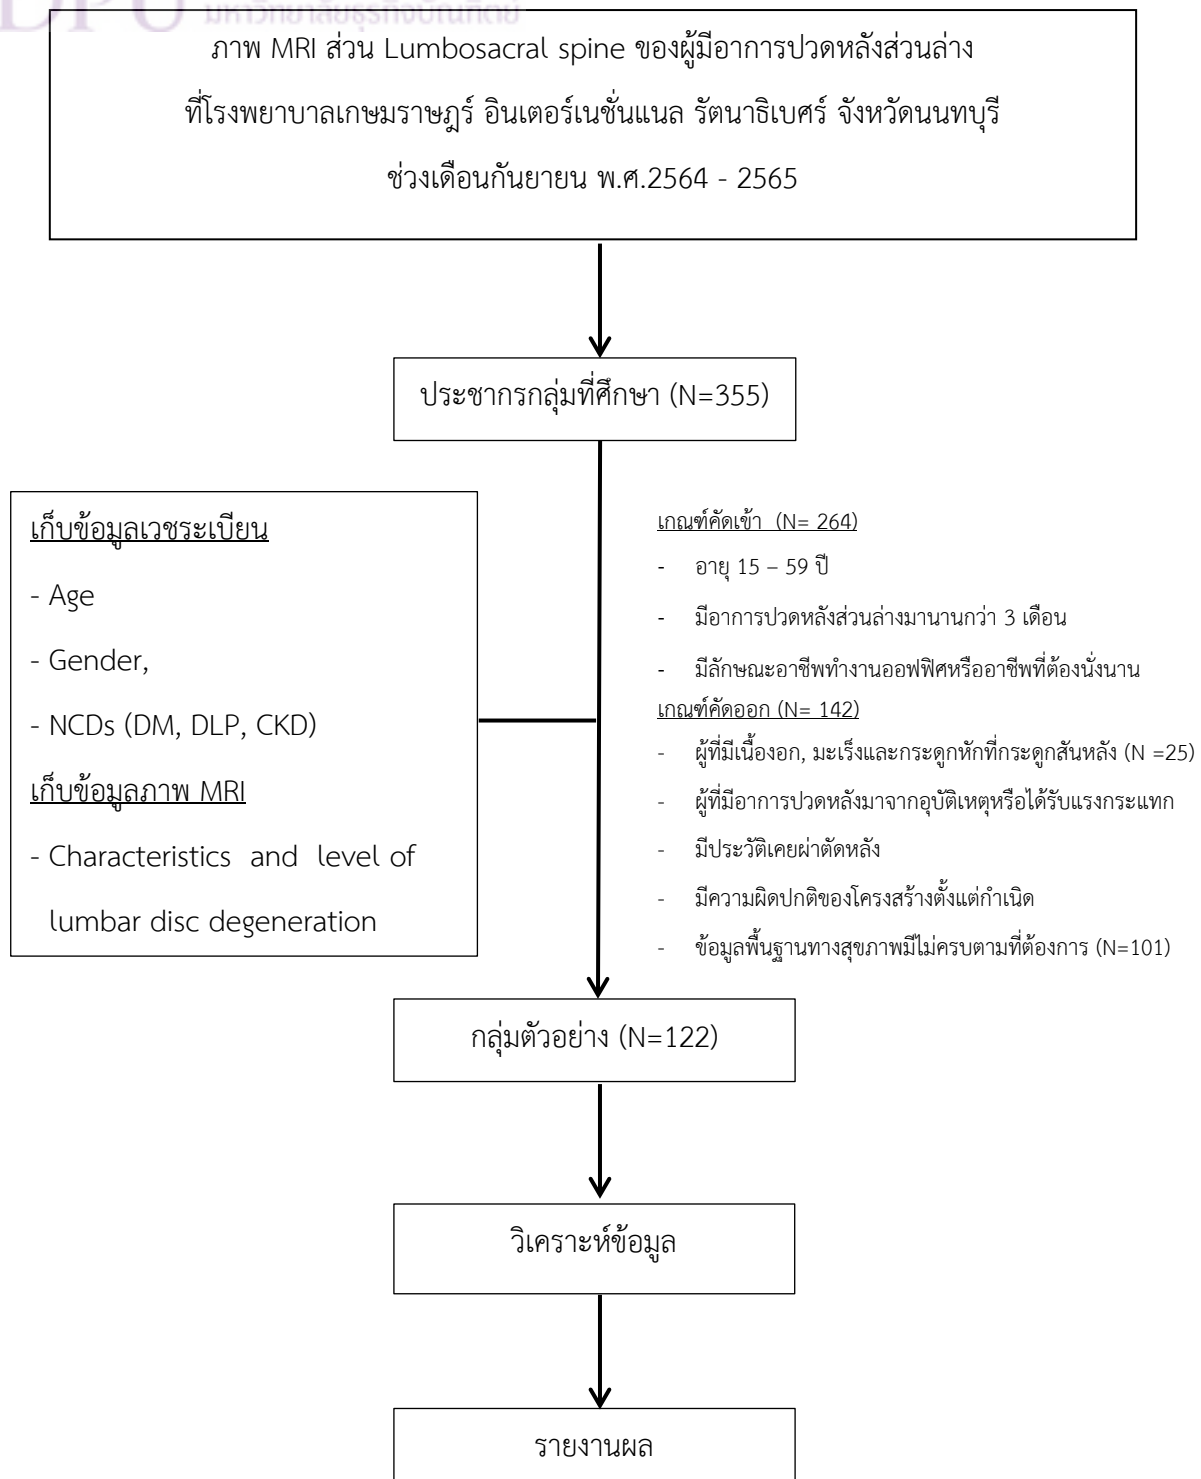 DPU มหาวิทยาลัยธุรกิจบัณฑิตย์
ภาพ MRI ส่วน Lumbosacral spine ของผู้มีอาการปวดหลังส่วนล่าง
ที่โรงพยาบาลเกษมราษฎร์ อินเตอร์เนชั่นแนล รัตนาธิเบศร์ จังหวัดนนทบุรี
ช่วงเดือนกันยายน พ.ศ.2564 - 2565
ประชากรกลุ่มที่ศึกษา (N=355)
เก็บข้อมูลเวชระเบียน
- Age
- Gender,
- NCDs (DM, DLP, CKD)
เก็บข้อมูลภาพ MRI
- Characteristics and level of
lumbar disc degeneration
เกณฑ์คัดเข้า (N= 264)
- อายุ 15 – 59 ปี
- มีอาการปวดหลังส่วนล่างมานานกว่า 3 เดือน
- มีลักษณะอาชีพทำงานออฟฟิศหรืออาชีพที่ต้องนั่งนาน
เกณฑ์คัดออก (N= 142)
- ผู้ที่มีเนื้องอก, มะเร็งและกระดูกหักที่กระดูกสันหลัง (N =25)
- ผู้ที่มีอาการปวดหลังมาจากอุบัติเหตุหรือได้รับแรงกระแทก
- มีประวัติเคยผ่าตัดหลัง
- มีความผิดปกติของโครงสร้างตั้งแต่กำเนิด
- ข้อมูลพื้นฐานทางสุขภาพมีไม่ครบตามที่ต้องการ (N=101)
กลุ่มตัวอย่าง (N=122)
วิเคราะห์ข้อมูล
รายงานผล